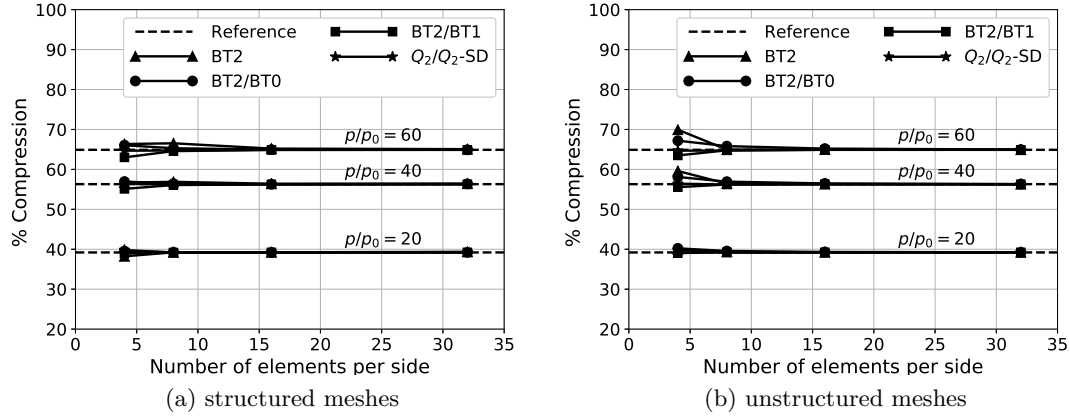 100
90
80
70
60
50
40
30
20
% Compression
Reference
BT2
BT2/BT0
BT2/BT1
Q₂/Q₂-SD
p/p₀ = 60
p/p₀ = 40
p/p₀ = 20
0 5 10 15 20 25 30 35
Number of elements per side
(a) structured meshes
100
90
80
70
60
50
40
30
20
% Compression
Reference
BT2
BT2/BT0
BT2/BT1
Q₂/Q₂-SD
p/p₀ = 60
p/p₀ = 40
p/p₀ = 20
0 5 10 15 20 25 30 35
Number of elements per side
(b) unstructured meshes